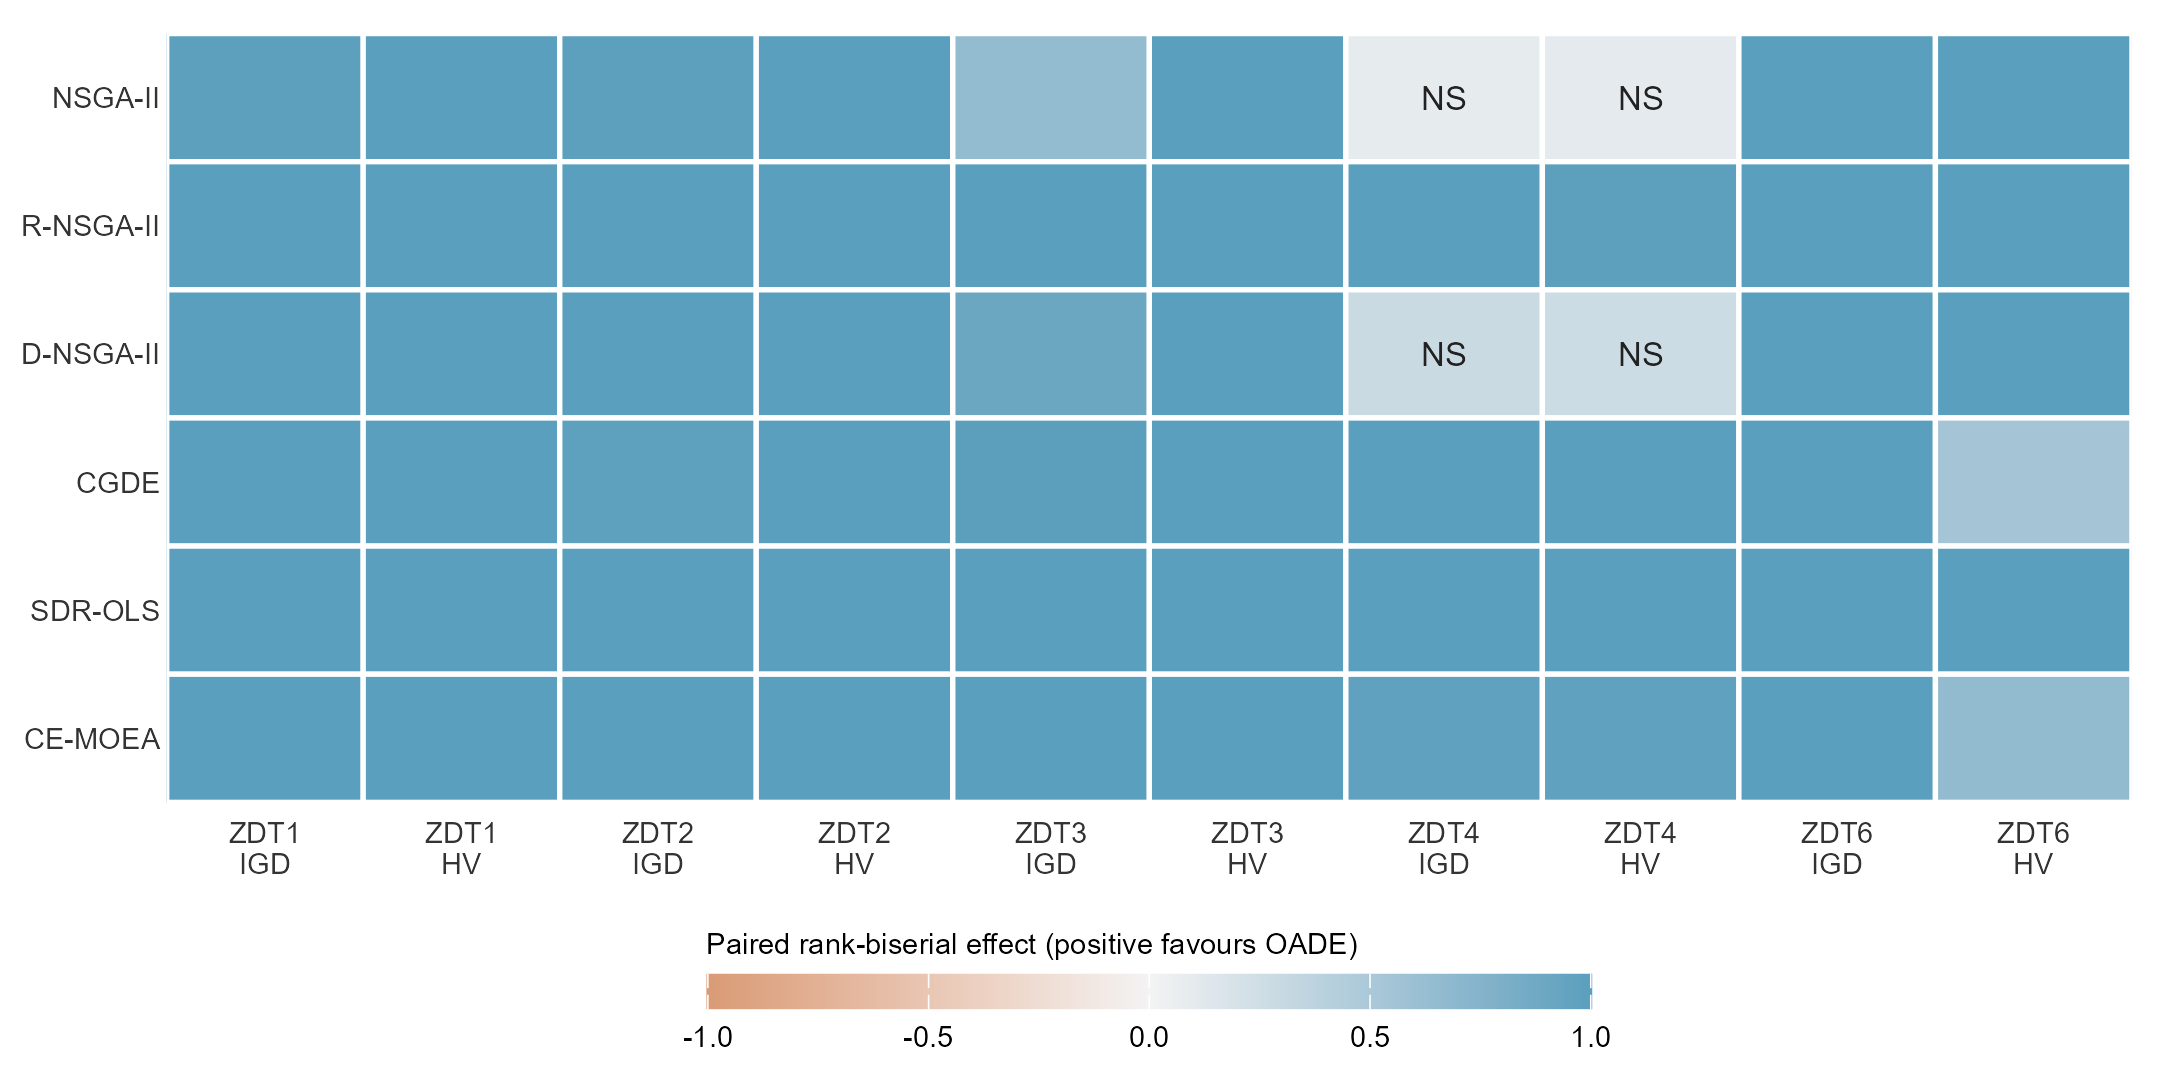 NSGA-II
NS NS
R-NSGA-II
D-NSGA-II
NS NS
CGDE
SDR-OLS
CE-MOEA
ZDT1 ZDT1 ZDT2 ZDT2 ZDT3 ZDT3 ZDT4 ZDT4 ZDT6 ZDT6
IGD HV IGD HV IGD HV IGD HV IGD HV
Paired rank-biserial effect (positive favours OADE)
-1.0 -0.5 0.0 0.5 1.0